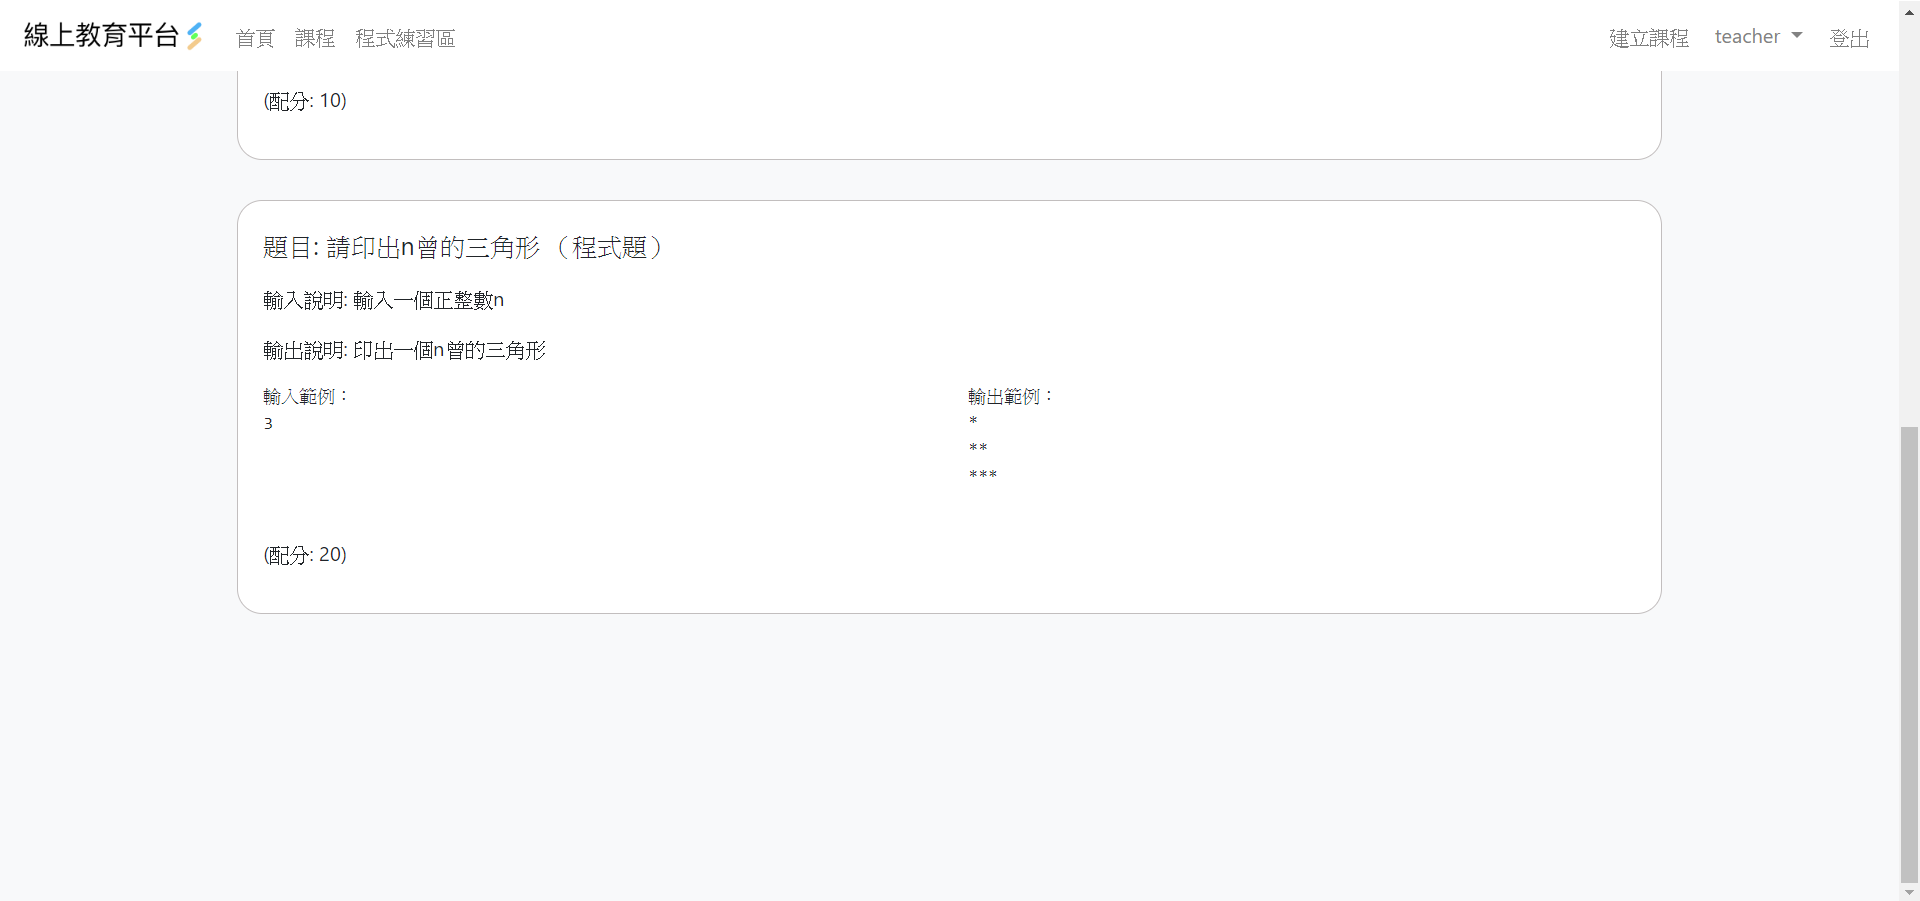 線上教育平台 首頁 課程 程式練習區 建立課程 teacher 登出
(配分: 10)
題目: 請印出n曾的三角形 （程式題）
輸入說明: 輸入一個正整數n
輸出說明: 印出一個n曾的三角形
輸入範例： 輸出範例：
3 *
**
***
(配分: 20)